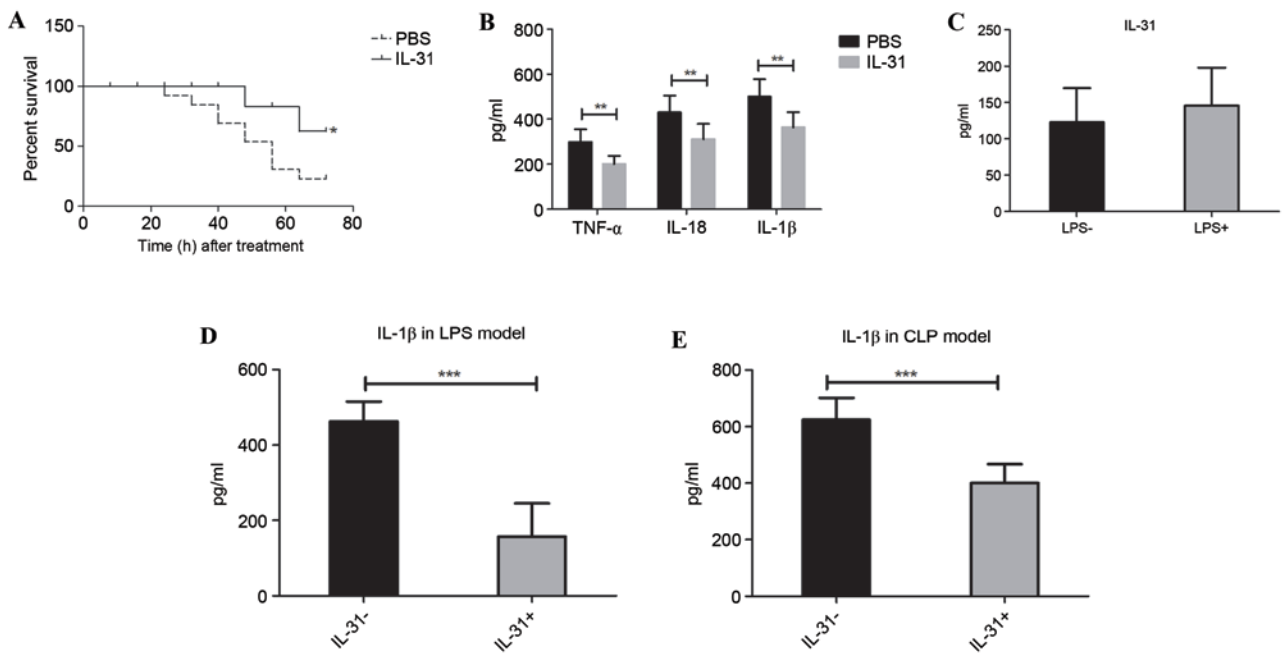 A
150
100
50
0
Percent survival
PBS
IL-31
*
0 20 40 60 80
Time (h) after treatment
B
800
600
400
200
0
pg/ml
PBS
IL-31
** ** **
TNF-α IL-18 IL-1β
C
IL-31
250
200
150
100
50
0
pg/ml
LPS- LPS+
D
IL-1β in LPS model
600
400
200
0
pg/ml
***
IL-31- IL-31+
E
IL-1β in CLP model
800
600
400
200
0
pg/ml
***
IL-31- IL-31+